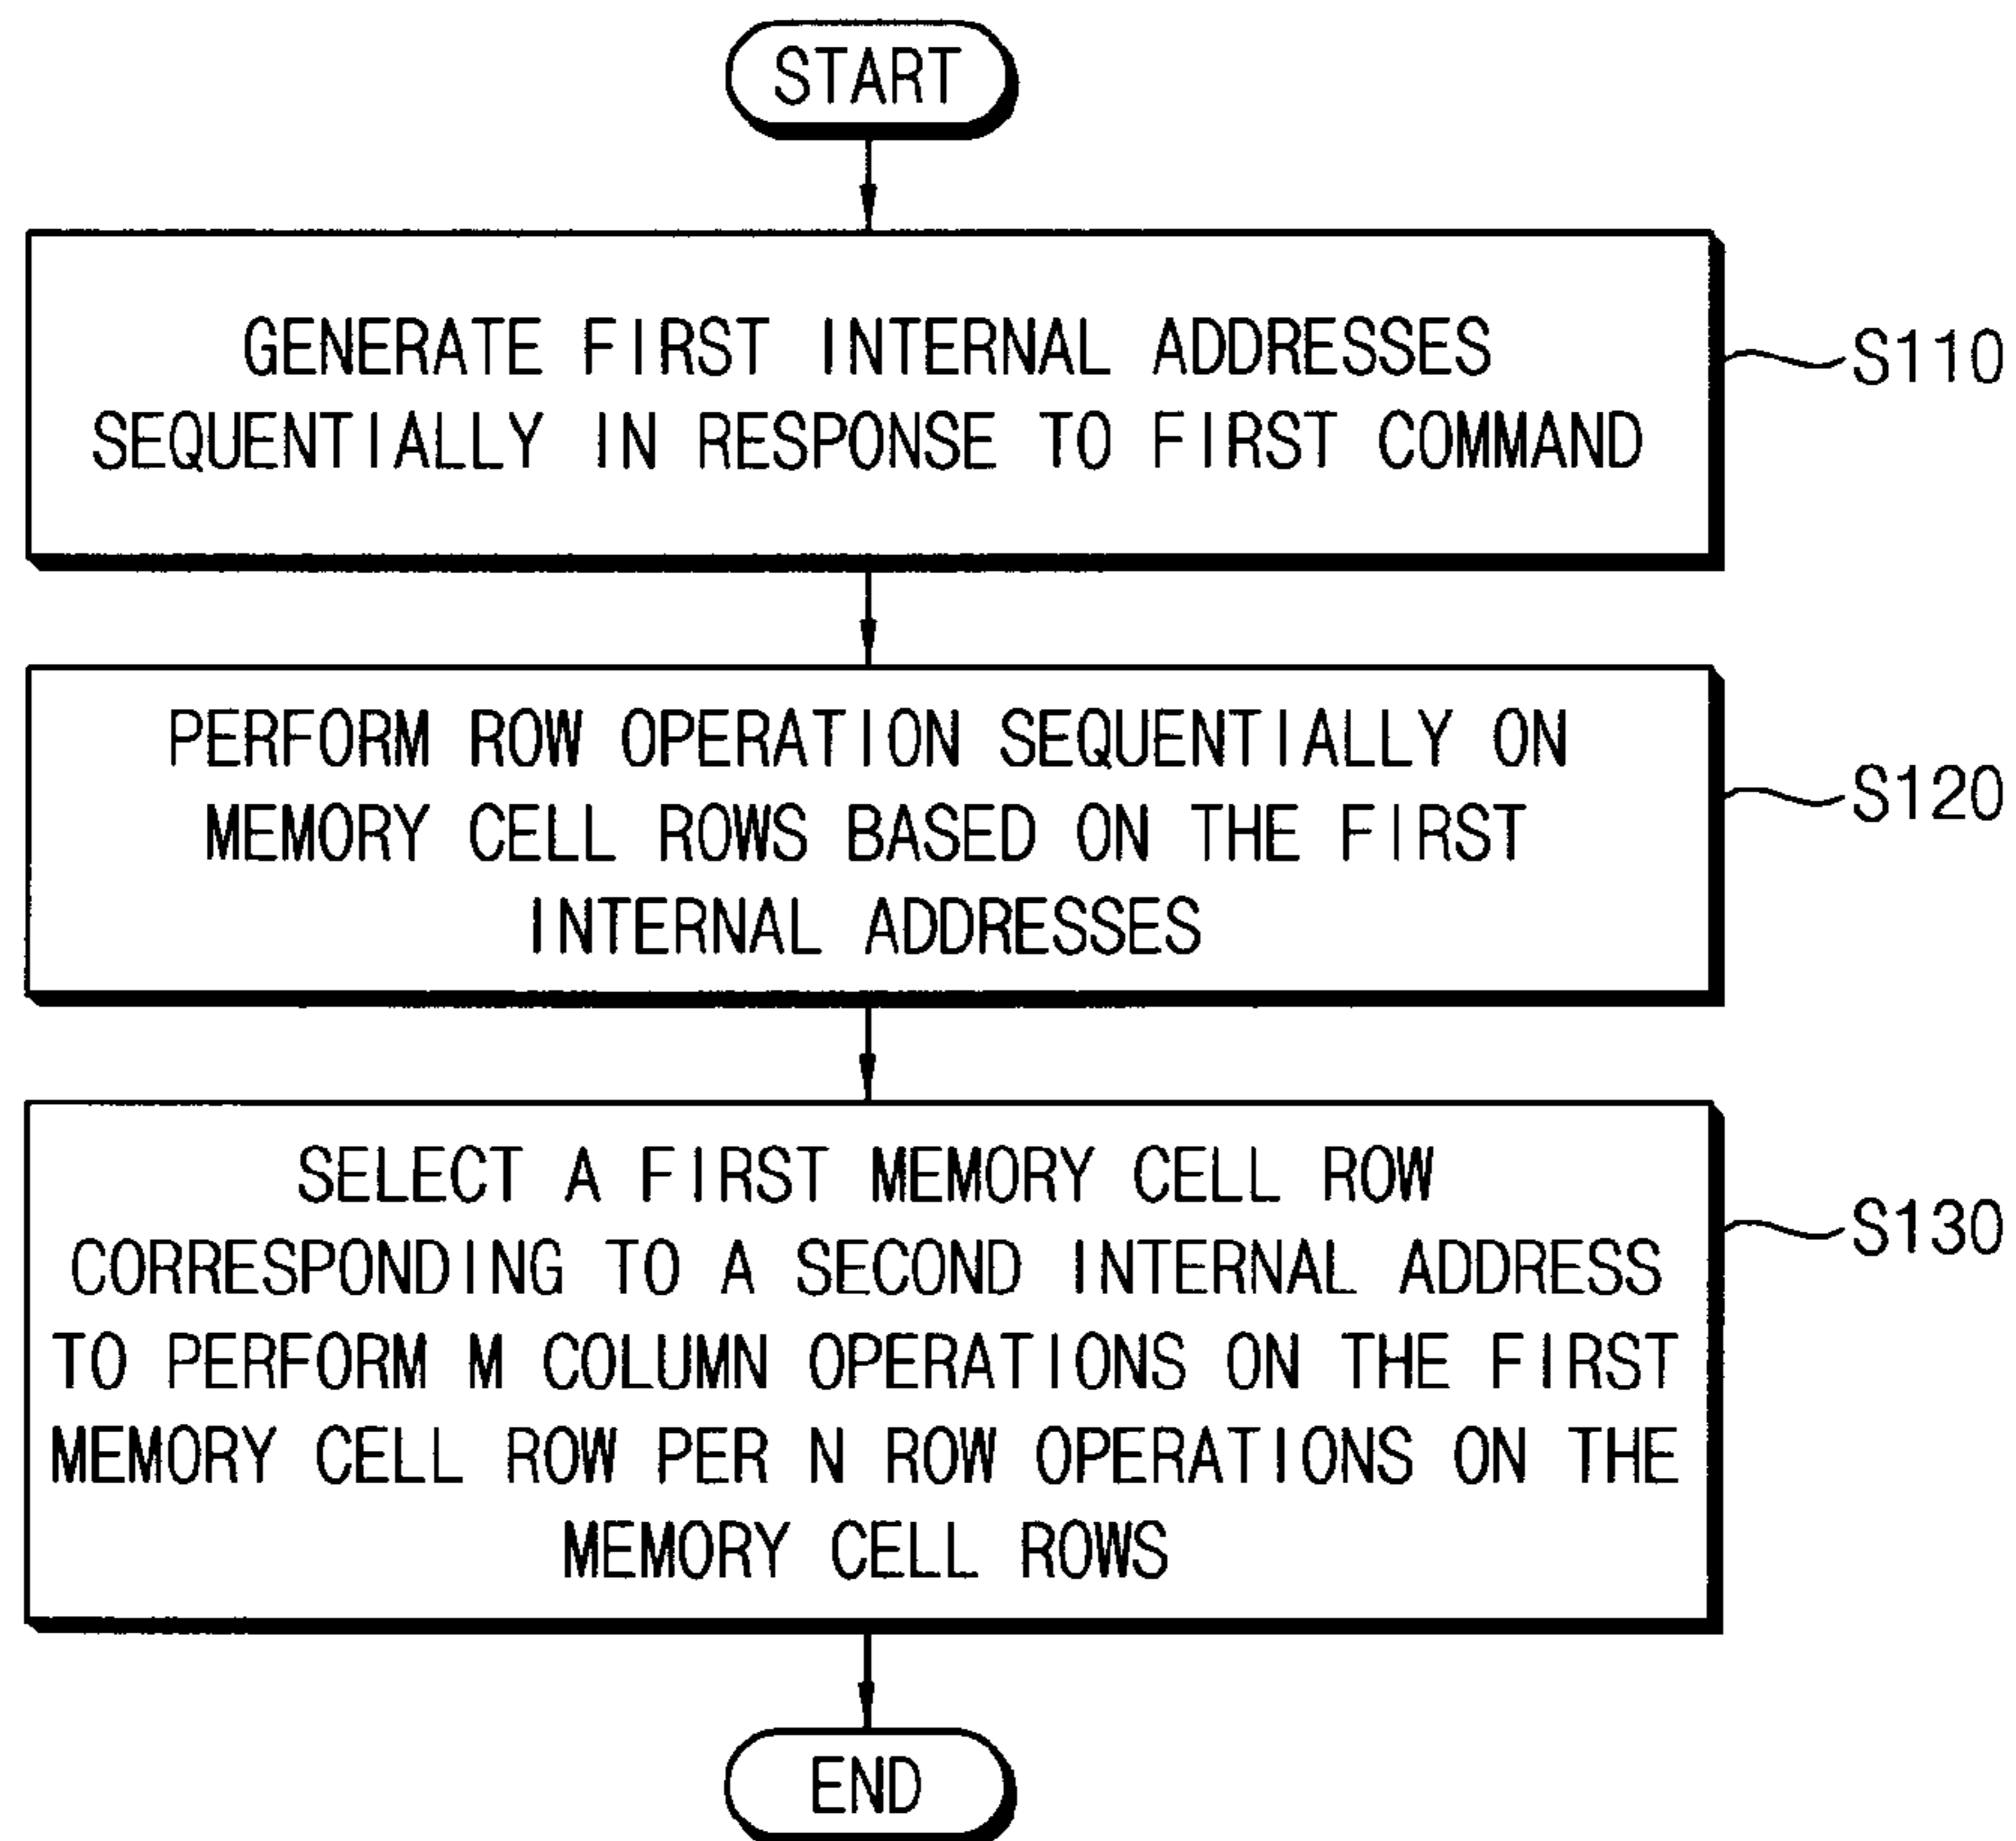 START
GENERATE FIRST INTERNAL ADDRESSES
SEQUENTIALLY IN RESPONSE TO FIRST COMMAND
S110
PERFORM ROW OPERATION SEQUENTIALLY ON
MEMORY CELL ROWS BASED ON THE FIRST
INTERNAL ADDRESSES
S120
SELECT A FIRST MEMORY CELL ROW
CORRESPONDING TO A SECOND INTERNAL ADDRESS
TO PERFORM M COLUMN OPERATIONS ON THE FIRST
MEMORY CELL ROW PER N ROW OPERATIONS ON THE
MEMORY CELL ROWS
S130
END